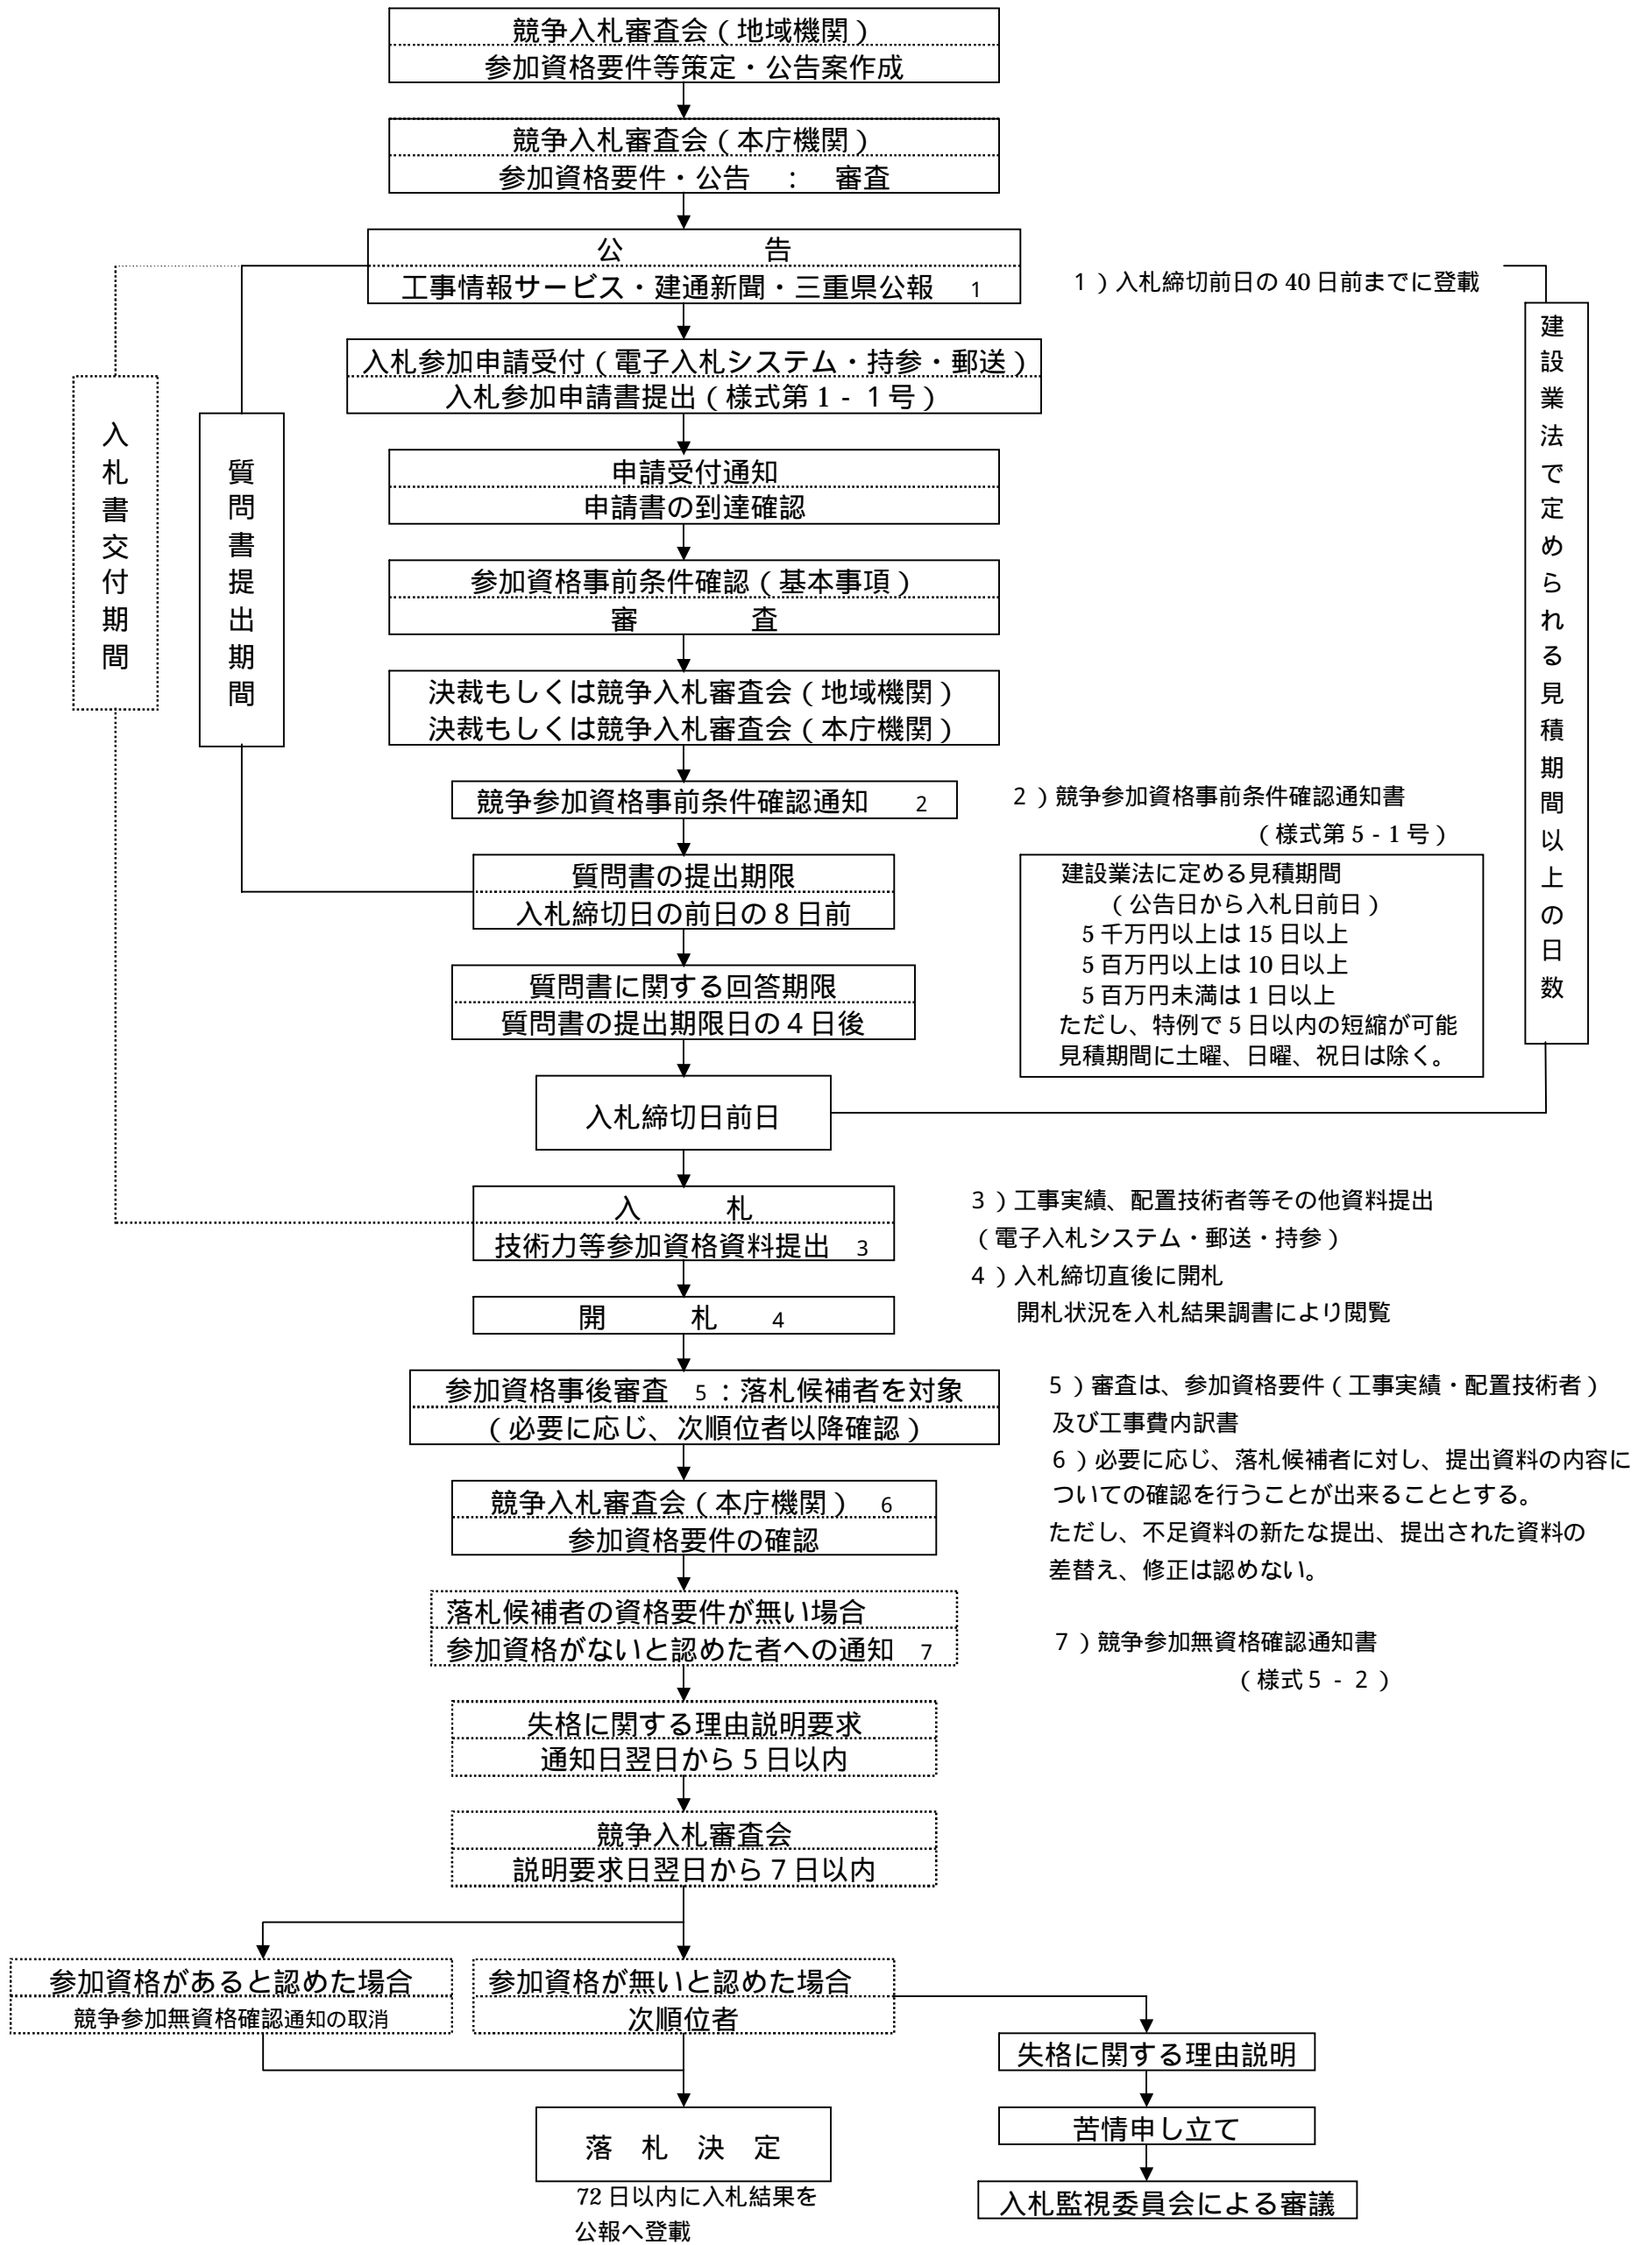 競争入札審査会（地域機関）
参加資格要件等策定・公告案作成
競争入札審査会（本庁機関）
参加資格要件・公告　：　審査
公　　　　　告
工事情報サービス・建通新聞・三重県公報　1
1）入札締切前日の 40 日前までに登載
入札参加申請受付（電子入札システム・持参・郵送）
入札参加申請書提出（様式第 1 - 1 号）
申請受付通知
申請書の到達確認
参加資格事前条件確認（基本事項）
審　　　　査
決裁もしくは競争入札審査会（地域機関）
決裁もしくは競争入札審査会（本庁機関）
入札書交付期間
質問書提出期間
建設業法で定められる見積期間以上の日数
競争参加資格事前条件確認通知　2
2）競争参加資格事前条件確認通知書
（様式第 5 - 1 号）
質問書の提出期限
入札締切日の前日の 8 日前
質問書に関する回答期限
質問書の提出期限日の 4 日後
建設業法に定める見積期間
（公告日から入札日前日）
5 千万円以上は 15 日以上
5 百万円以上は 10 日以上
5 百万円未満は 1 日以上
ただし、特例で 5 日以内の短縮が可能
見積期間に土曜、日曜、祝日は除く。
入札締切日前日
入　　　札
技術力等参加資格資料提出　3
3）工事実績、配置技術者等その他資料提出
（電子入札システム・郵送・持参）
4）入札締切直後に開札
開札状況を入札結果調書により閲覧
開　　　札　　4
参加資格事後審査　5：落札候補者を対象
（必要に応じ、次順位者以降確認）
5）審査は、参加資格要件（工事実績・配置技術者）
及び工事費内訳書
6）必要に応じ、落札候補者に対し、提出資料の内容に
ついての確認を行うことが出来ることとする。
ただし、不足資料の新たな提出、提出された資料の
差替え、修正は認めない。
競争入札審査会（本庁機関）　6
参加資格要件の確認
落札候補者の資格要件が無い場合
参加資格がないと認めた者への通知　7
7）競争参加無資格確認通知書
（様式 5 - 2）
失格に関する理由説明要求
通知日翌日から 5 日以内
競争入札審査会
説明要求日翌日から 7 日以内
参加資格があると認めた場合
競争参加無資格確認通知の取消
参加資格が無いと認めた場合
次順位者
失格に関する理由説明
苦情申し立て
入札監視委員会による審議
落　札　決　定
72 日以内に入札結果を
公報へ登載